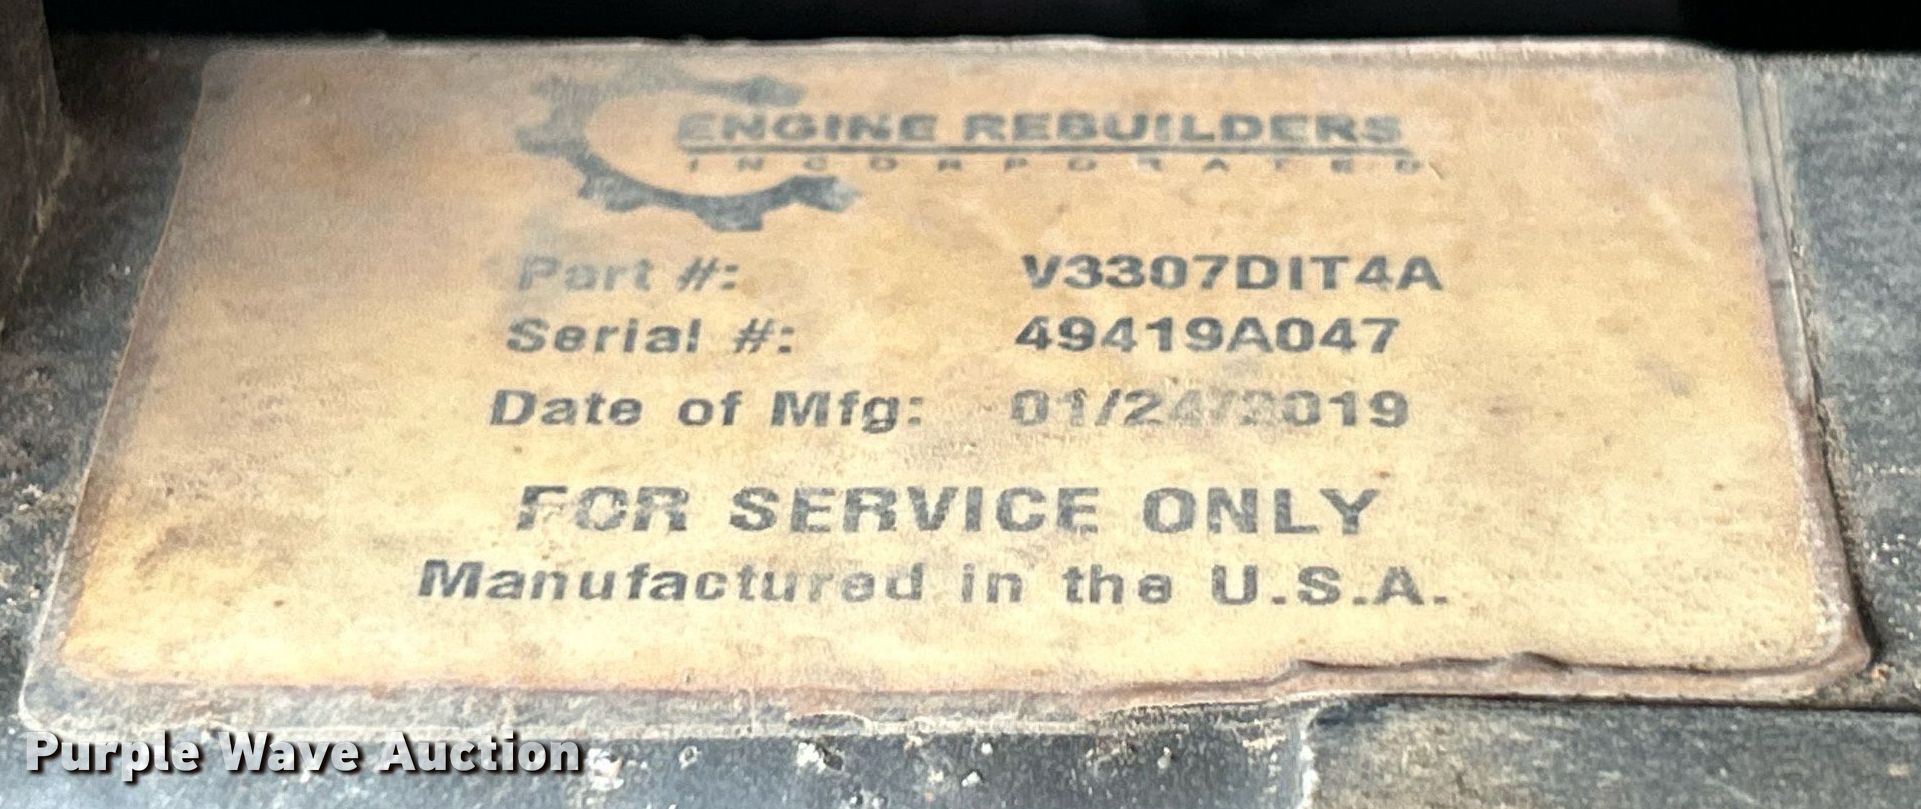 ENGINE REBUILDERS
INCORPORATED
Part #: V3307DIT4A
Serial #: 49419A047
Date of Mfg: 01/24/2019
FOR SERVICE ONLY
Manufactured in the U.S.A.
Purple Wave Auction